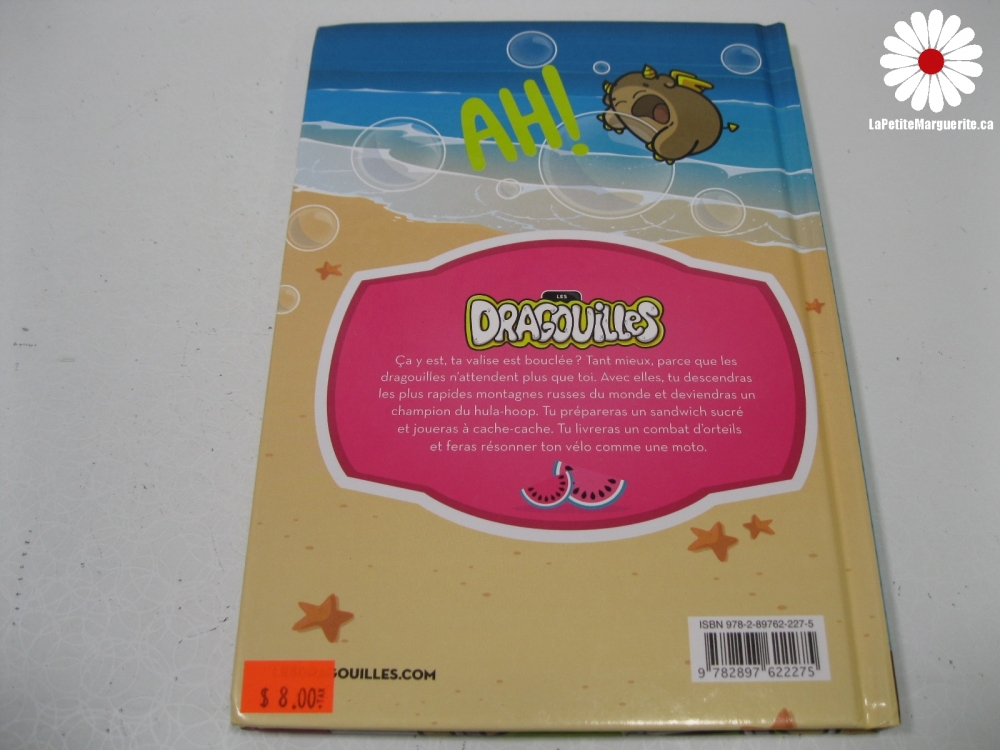 LaPetiteMarguerite.ca
AH!
LES
DRAGOUILLES
Ça y est, ta valise est bouclée ? Tant mieux, parce que les
dragouilles n'attendent plus que toi. Avec elles, tu descendras
les plus rapides montagnes russes du monde et deviendras un
champion du hula-hoop. Tu prépareras un sandwich sucré
et joueras à cache-cache. Tu livreras un combat d'orteils
et feras résonner ton vélo comme une moto.
ISBN 978-2-89762-227-5
9 782897 622275
GOUILLES.COM
$ 8.00